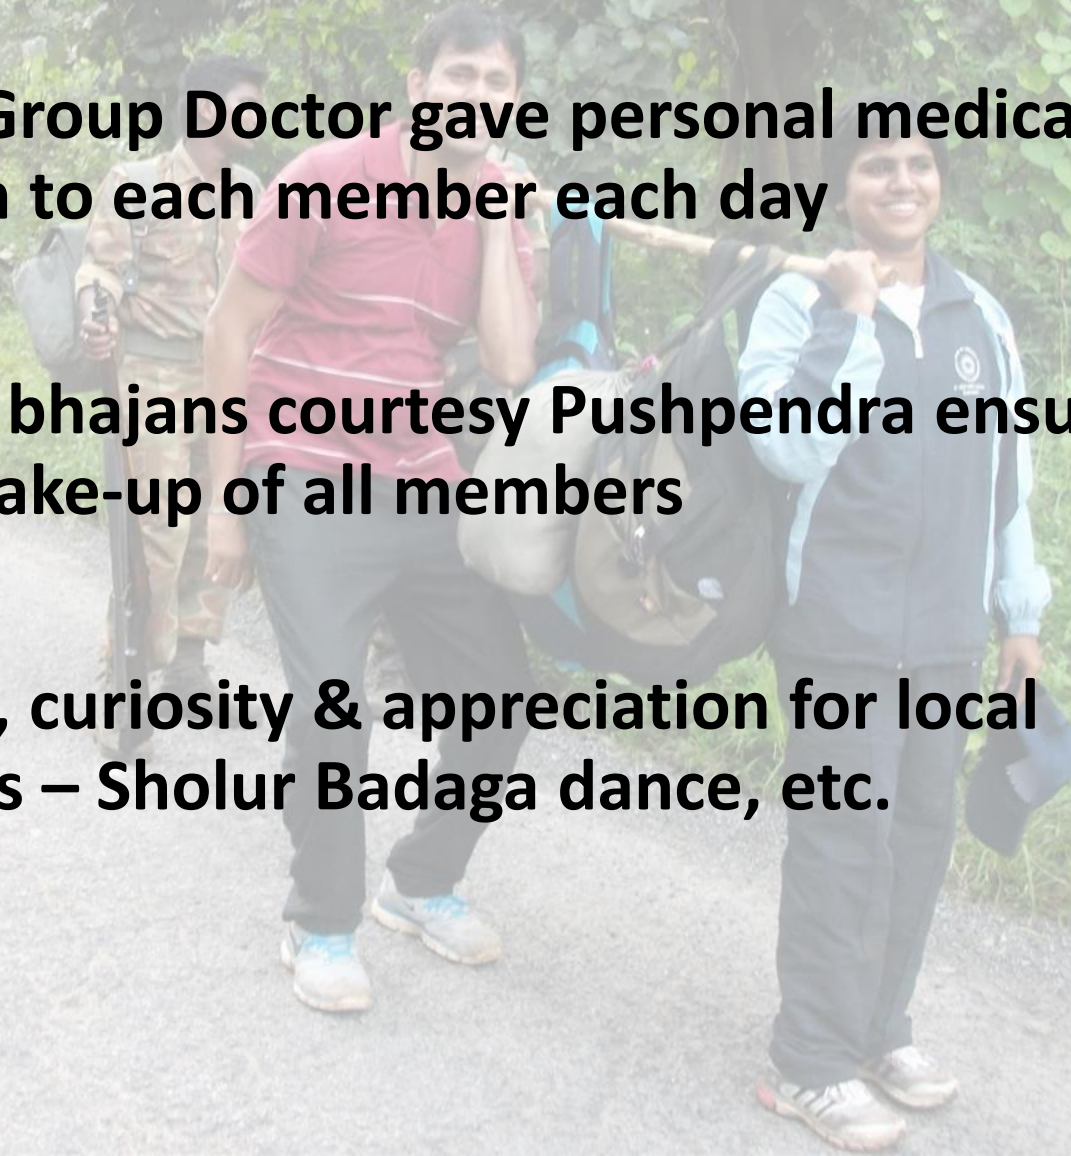 Group Doctor gave personal medica
n to each member each day
bhajans courtesy Pushpendra ensu
ake-up of all members
, curiosity & appreciation for local
s – Sholur Badaga dance, etc.